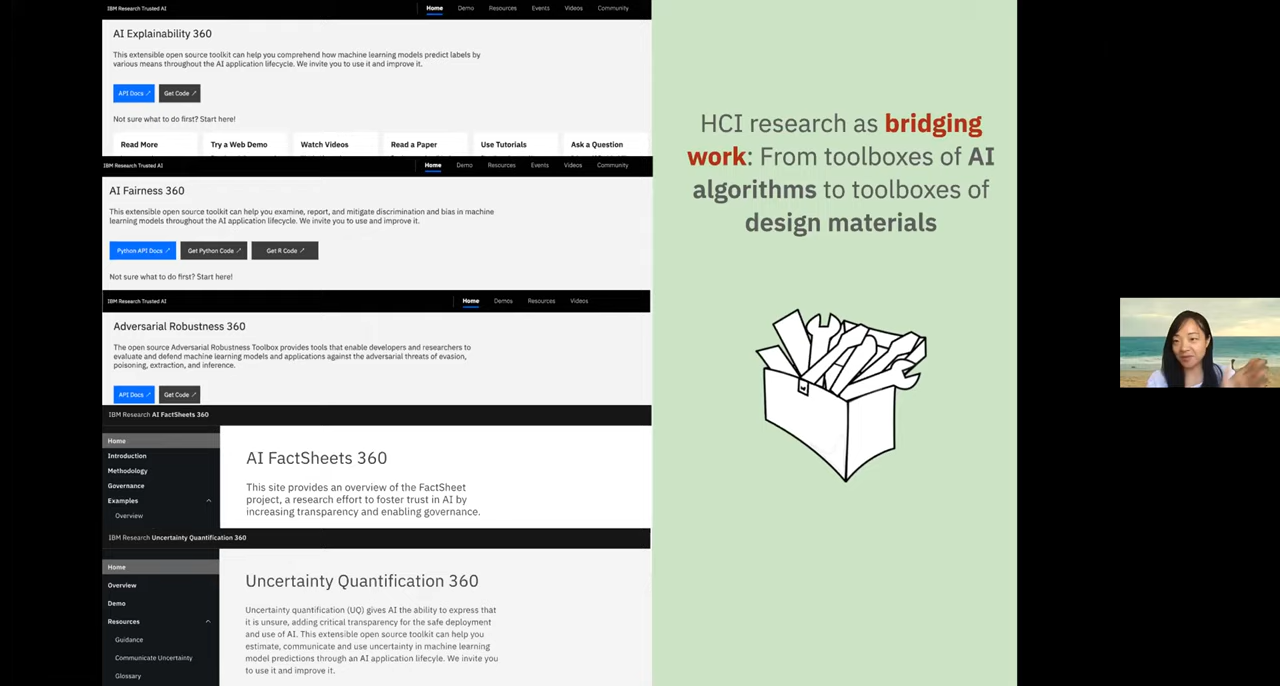 IBM Research Trusted AI
Home Demo Resources Events Videos Community
AI Explainability 360
This extensible open source toolkit can help you comprehend how machine learning models predict labels by
various means throughout the AI application lifecycle. We invite you to use it and improve it.
API Docs ↗ Get Code ↗
Not sure what to do first? Start here!
Read More Try a Web Demo Watch Videos Read a Paper Use Tutorials Ask a Question
IBM Research Trusted AI
Home Demo Resources Events Videos Community
AI Fairness 360
This extensible open source toolkit can help you examine, report, and mitigate discrimination and bias in machine
learning models throughout the AI application lifecycle. We invite you to use and improve it.
Python API Docs ↗ Get Python Code ↗ Get R Code ↗
Not sure what to do first? Start here!
IBM Research Trusted AI
Home Demos Resources Videos
Adversarial Robustness 360
The open source Adversarial Robustness Toolbox provides tools that enable developers and researchers to
evaluate and defend machine learning models and applications against the adversarial threats of evasion,
poisoning, extraction, and inference.
API Docs ↗ Get Code ↗
IBM Research AI FactSheets 360
Home
Introduction
Methodology
Governance
Examples
Overview
AI FactSheets 360
This site provides an overview of the FactSheet
project, a research effort to foster trust in AI by
increasing transparency and enabling governance.
IBM Research Uncertainty Quantification 360
Home
Overview
Demo
Resources
Guidance
Communicate Uncertainty
Glossary
Uncertainty Quantification 360
Uncertainty quantification (UQ) gives AI the ability to express that
it is unsure, adding critical transparency for the safe deployment
and use of AI. This extensible open source toolkit can help you
estimate, communicate and use uncertainty in machine learning
model predictions through an AI application lifecyle. We invite you
to use it and improve it.
HCI research as bridging
work: From toolboxes of AI
algorithms to toolboxes of
design materials